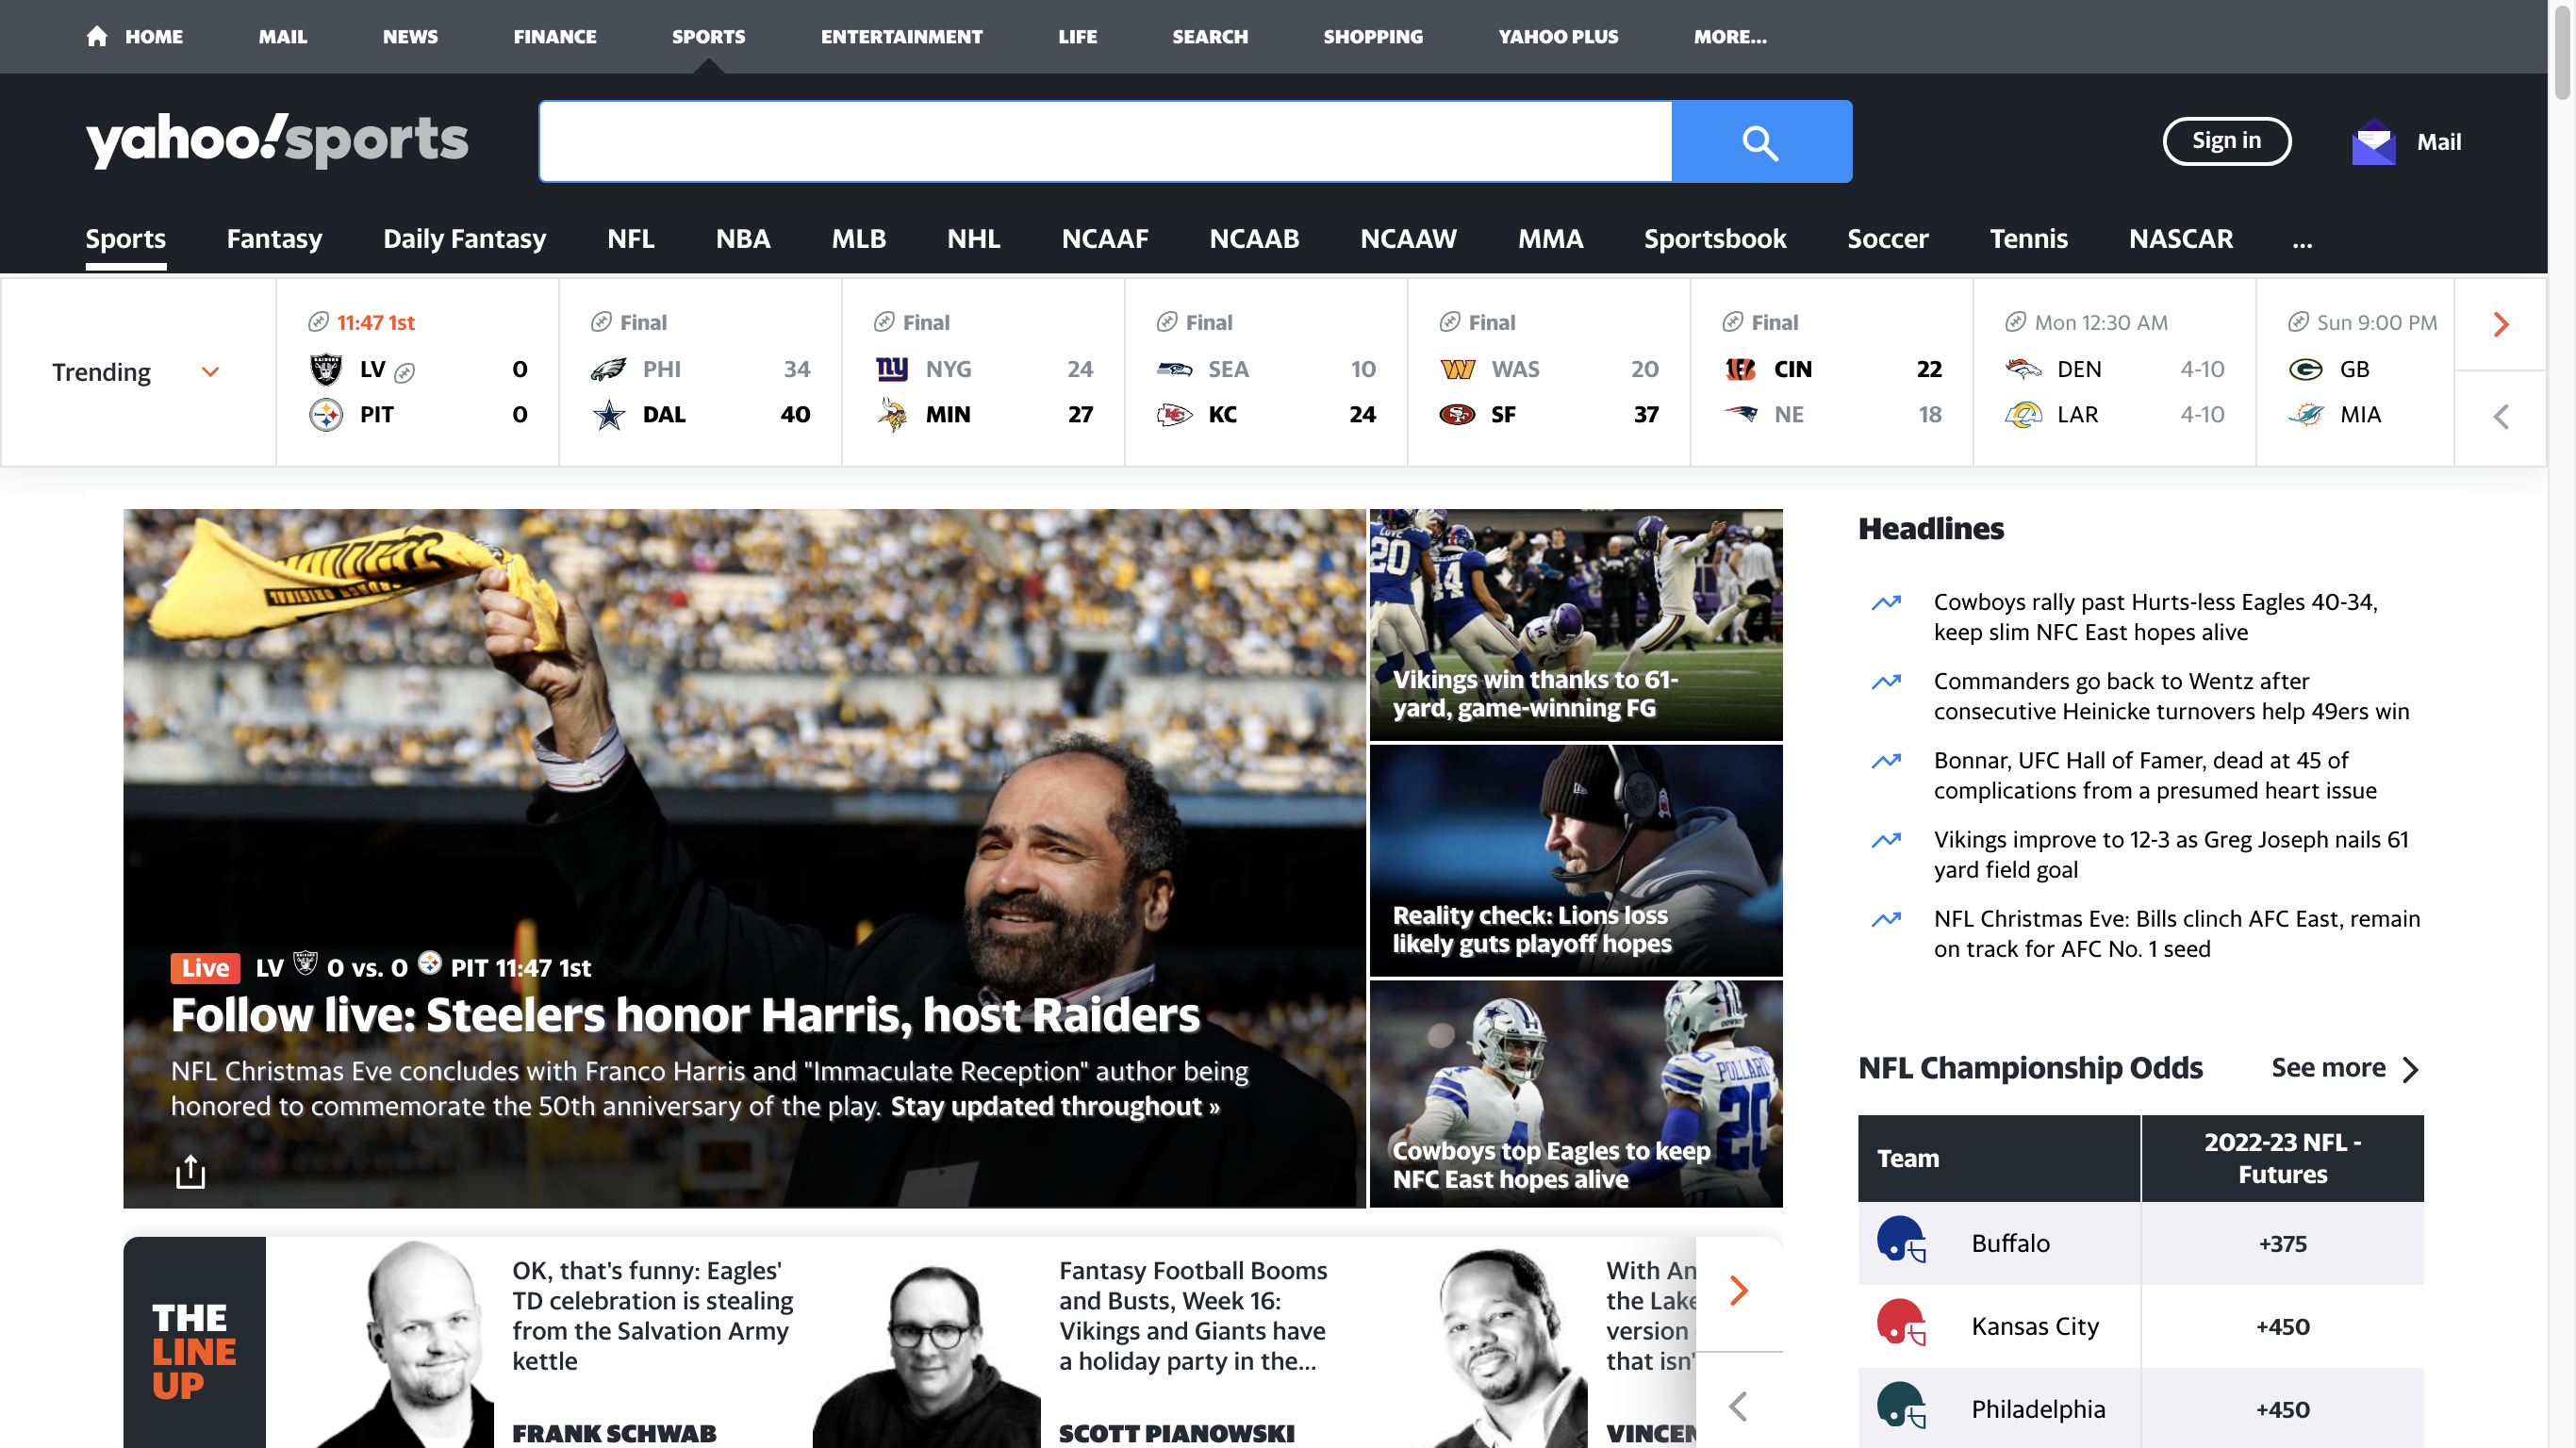 HOME MAIL NEWS FINANCE SPORTS ENTERTAINMENT LIFE SEARCH SHOPPING YAHOO PLUS MORE...
yahoo!sports
Sign in
Mail
Sports Fantasy Daily Fantasy NFL NBA MLB NHL NCAAF NCAAB NCAAW MMA Sportsbook Soccer Tennis NASCAR ...
Trending
11:47 1st
LV 0
PIT 0
Final
PHI 34
DAL 40
Final
NYG 24
MIN 27
Final
SEA 10
KC 24
Final
WAS 20
SF 37
Final
CIN 22
NE 18
Mon 12:30 AM
DEN 4-10
LAR 4-10
Sun 9:00 PM
GB
MIA
Live LV 0 vs. 0 PIT 11:47 1st
Follow live: Steelers honor Harris, host Raiders
NFL Christmas Eve concludes with Franco Harris and "Immaculate Reception" author being
honored to commemorate the 50th anniversary of the play. Stay updated throughout »
Vikings win thanks to 61-
yard, game-winning FG
Reality check: Lions loss
likely guts playoff hopes
POLLARD
20
Cowboys top Eagles to keep
NFC East hopes alive
Headlines
Cowboys rally past Hurts-less Eagles 40-34,
keep slim NFC East hopes alive
Commanders go back to Wentz after
consecutive Heinicke turnovers help 49ers win
Bonnar, UFC Hall of Famer, dead at 45 of
complications from a presumed heart issue
Vikings improve to 12-3 as Greg Joseph nails 61
yard field goal
NFL Christmas Eve: Bills clinch AFC East, remain
on track for AFC No. 1 seed
NFL Championship Odds
See more
Team
2022-23 NFL -
Futures
Buffalo +375
Kansas City +450
Philadelphia +450
THE
LINE
UP
OK, that's funny: Eagles'
TD celebration is stealing
from the Salvation Army
kettle
FRANK SCHWAB
Fantasy Football Booms
and Busts, Week 16:
Vikings and Giants have
a holiday party in the...
SCOTT PIANOWSKI
With An
the Lake
version
that isn'
VINCEN